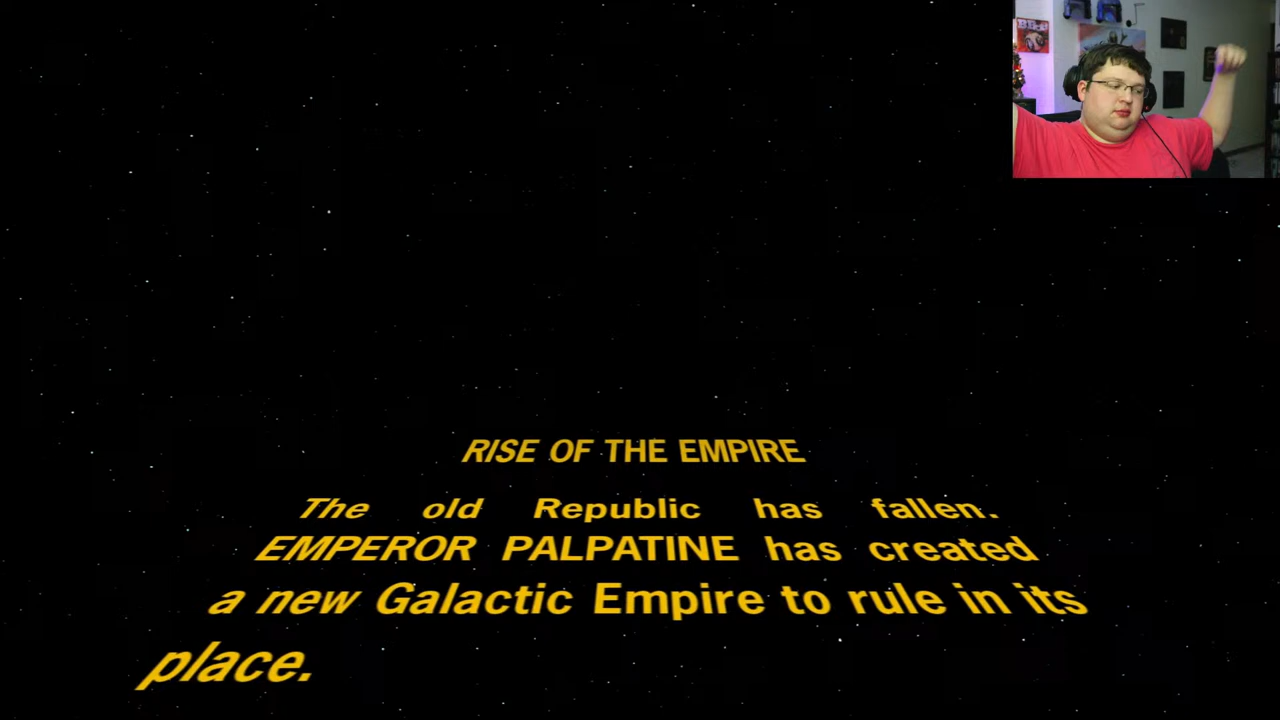 RISE OF THE EMPIRE
The old Republic has fallen.
EMPEROR PALPATINE has created
a new Galactic Empire to rule in its
place.